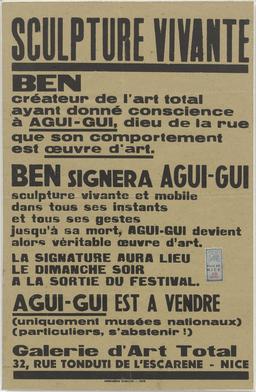 SCULPTURE VIVANTE
BEN
créateur de l'art total
ayant donné conscience
à AGUI-GUI, dieu de la rue
que son comportement
est œuvre d'art.
BEN SIGNERA AGUI-GUI
sculpture vivante et mobile
dans tous ses instants
et tous ses gestes
jusqu'à sa mort, AGUI-GUI devient
alors véritable œuvre d'art.
LA SIGNATURE AURA LIEU
LE DIMANCHE SOIR
A LA SORTIE DU FESTIVAL.
AGUI-GUI EST A VENDRE
(uniquement musées nationaux)
(particuliers, s'abstenir !)
Galerie d'Art Total
32, RUE TONDUTI DE L'ESCARENE - NICE